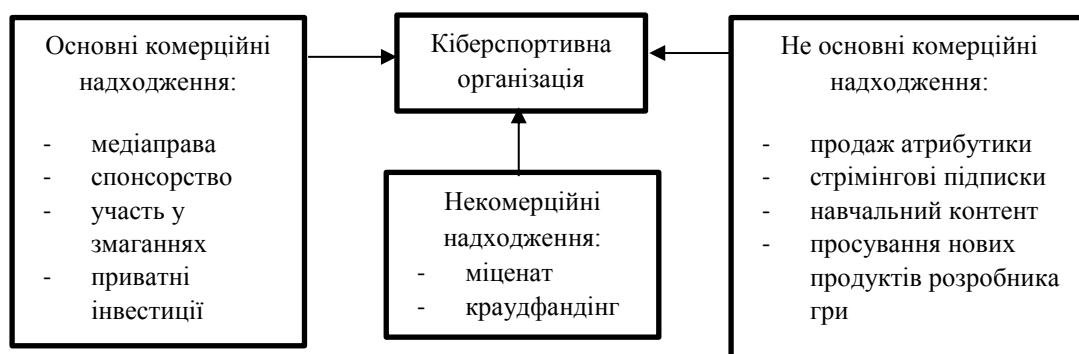 Основні комерційні
надходження:
- медіаправа
- спонсорство
- участь у
змаганнях
- приватні
інвестиції
Кіберспортивна
організація
Некомерційні
надходження:
- міценат
- краудфандінг
Не основні комерційні
надходження:
- продаж атрибутики
- стрімінгові підписки
- навчальний контент
- просування нових
продуктів розробника
гри